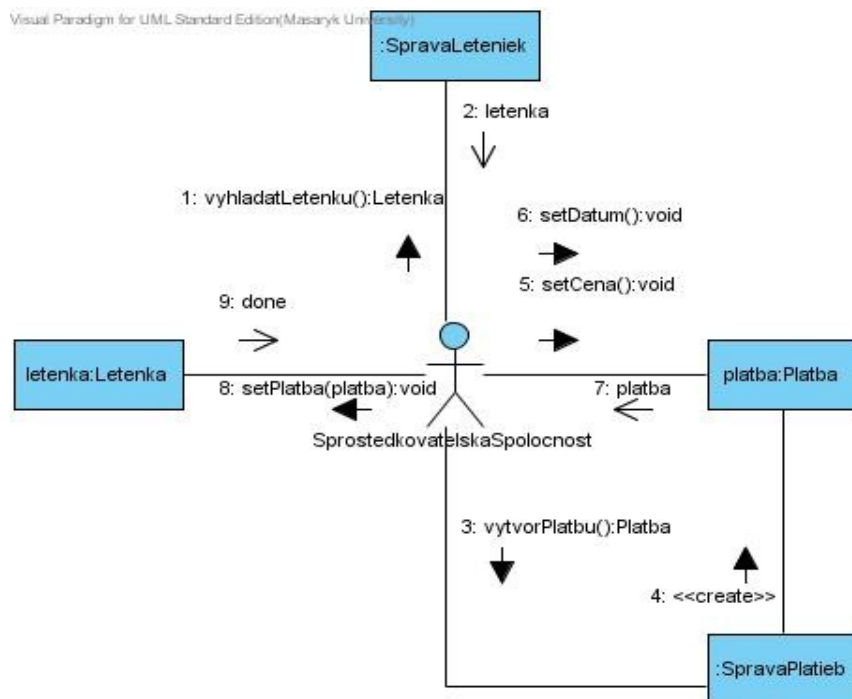 Visual Paradigm for UML Standard Edition(Masaryk University)
:SpravaLeteniek
2: letenka
1: vyhladatLetenku():Letenka
6: setDatum():void
5: setCena():void
9: done
letenka:Letenka
platba:Platba
8: setPlatba(platba):void
7: platba
SprostedkovatelskaSpolocnost
3: vytvorPlatbu():Platba
4: <<create>>
:SpravaPlatieb